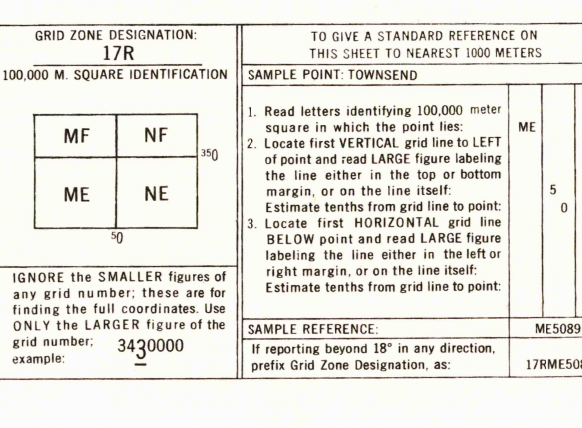 GRID ZONE DESIGNATION:
17R
100,000 M. SQUARE IDENTIFICATION
MF NF
350
ME NE
50
IGNORE the SMALLER figures of
any grid number; these are for
finding the full coordinates. Use
ONLY the LARGER figure of the
grid number; 3430000
example:
TO GIVE A STANDARD REFERENCE ON
THIS SHEET TO NEAREST 1000 METERS
SAMPLE POINT: TOWNSEND
1. Read letters identifying 100,000 meter
square in which the point lies: ME
2. Locate first VERTICAL grid line to LEFT
of point and read LARGE figure labeling
the line either in the top or bottom
margin, or on the line itself: 5
Estimate tenths from grid line to point: 0
3. Locate first HORIZONTAL grid line
BELOW point and read LARGE figure
labeling the line either in the left or
right margin, or on the line itself:
Estimate tenths from grid line to point:
SAMPLE REFERENCE: ME5089
If reporting beyond 18° in any direction,
prefix Grid Zone Designation, as: 17RME508